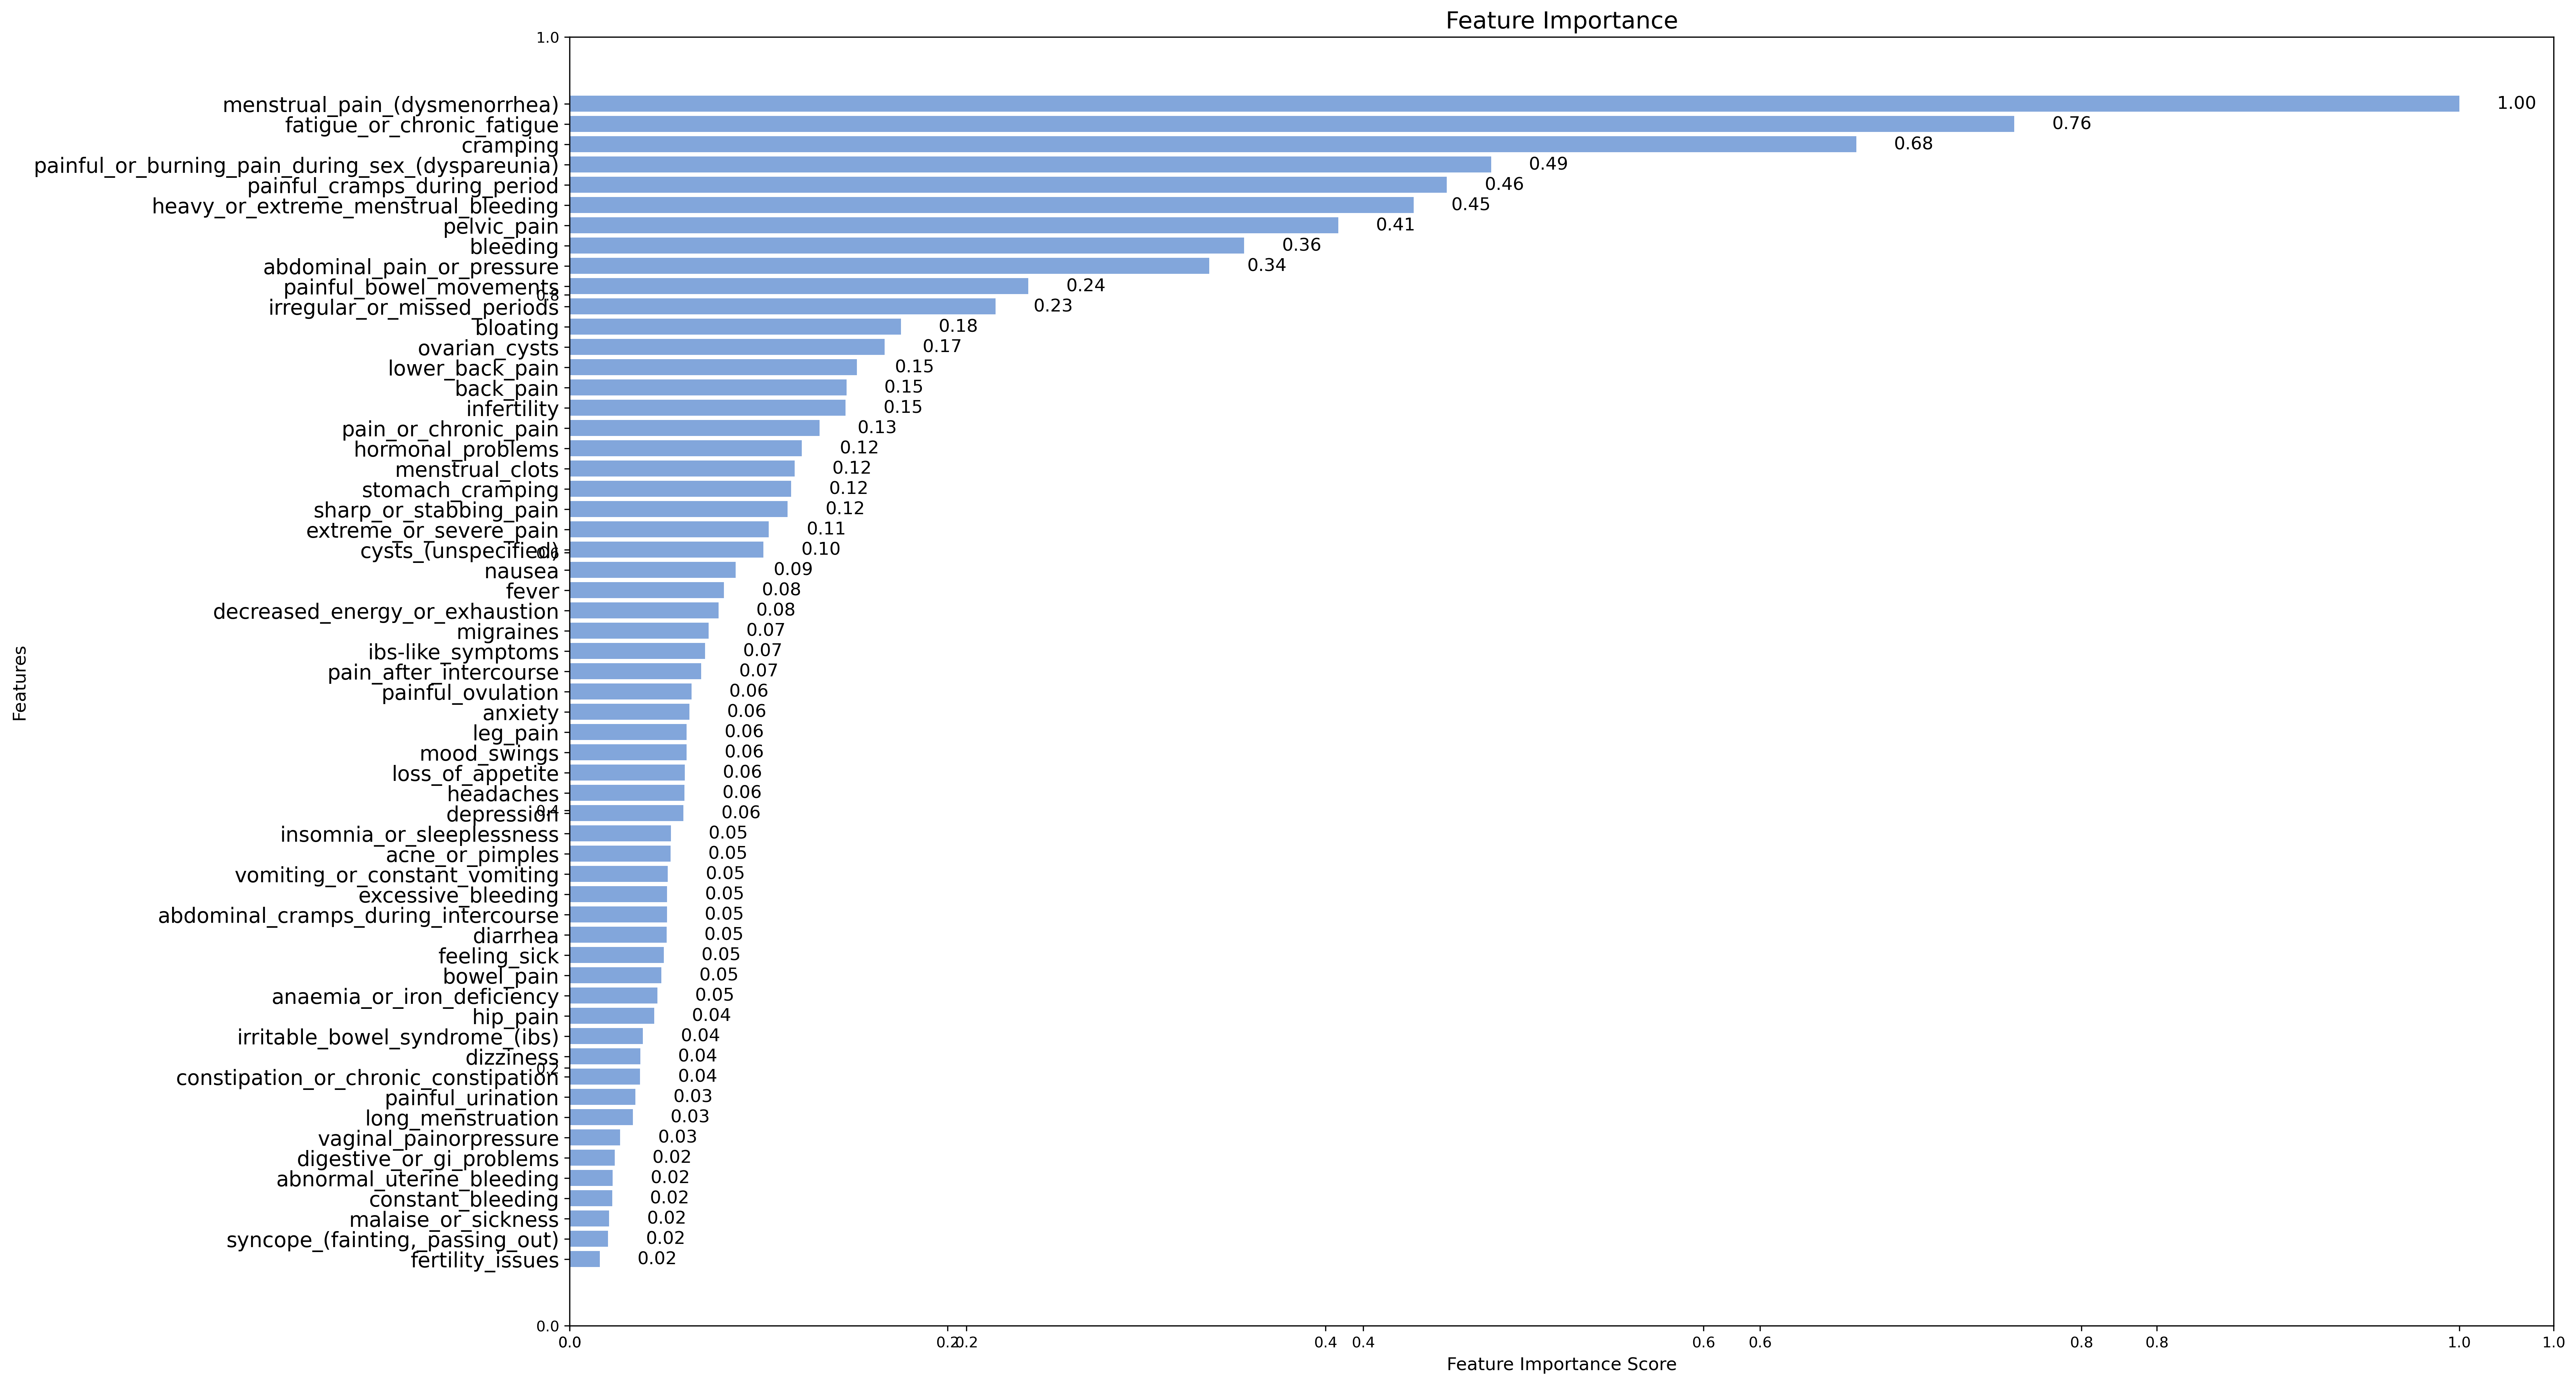 Feature Importance
1.0
menstrual_pain_(dysmenorrhea) 1.00
fatigue_or_chronic_fatigue 0.76
cramping 0.68
painful_or_burning_pain_during_sex_(dyspareunia) 0.49
painful_cramps_during_period 0.46
heavy_or_extreme_menstrual_bleeding 0.45
pelvic_pain 0.41
bleeding 0.36
abdominal_pain_or_pressure 0.34
painful_bowel_movements 0.24
0.8
irregular_or_missed_periods 0.23
bloating 0.18
ovarian_cysts 0.17
lower_back_pain 0.15
back_pain 0.15
infertility 0.15
pain_or_chronic_pain 0.13
hormonal_problems 0.12
menstrual_clots 0.12
stomach_cramping 0.12
sharp_or_stabbing_pain 0.12
extreme_or_severe_pain 0.11
cysts_(unspecified) 0.10
0.6
nausea 0.09
fever 0.08
decreased_energy_or_exhaustion 0.08
migraines 0.07
ibs-like_symptoms 0.07
pain_after_intercourse 0.07
painful_ovulation 0.06
anxiety 0.06
leg_pain 0.06
mood_swings 0.06
loss_of_appetite 0.06
headaches 0.06
0.4
depression 0.06
insomnia_or_sleeplessness 0.05
acne_or_pimples 0.05
vomiting_or_constant_vomiting 0.05
excessive_bleeding 0.05
abdominal_cramps_during_intercourse 0.05
diarrhea 0.05
feeling_sick 0.05
bowel_pain 0.05
anaemia_or_iron_deficiency 0.05
hip_pain 0.04
irritable_bowel_syndrome_(ibs) 0.04
dizziness 0.04
0.2
constipation_or_chronic_constipation 0.04
painful_urination 0.03
long_menstruation 0.03
vaginal_painorpressure 0.03
digestive_or_gi_problems 0.02
abnormal_uterine_bleeding 0.02
constant_bleeding 0.02
malaise_or_sickness 0.02
syncope_(fainting,_passing_out) 0.02
fertility_issues 0.02
0.0
0.0 0.0 0.2 0.2 0.4 0.4 0.6 0.6 0.8 0.8 1.0 1.0
Feature Importance Score
Features